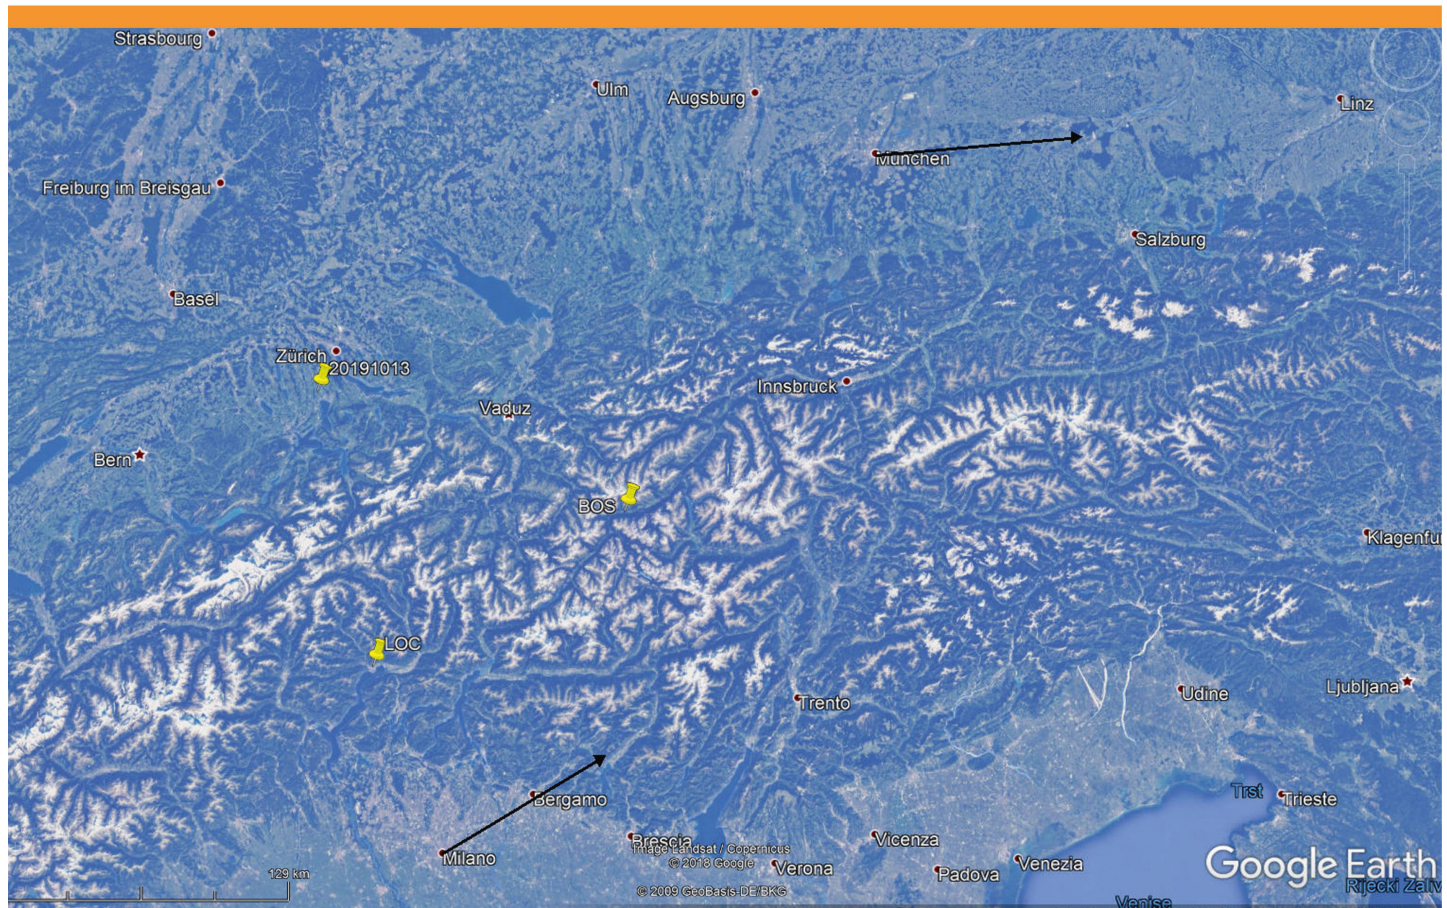 Strasbourg
Ulm
Augsburg
Linz
München
Freiburg im Breisgau
Salzburg
Basel
Zürich
20191013
Innsbruck
Vaduz
Bern
BOS
Klagenfu
LOC
Trento
Udine
Ljubljana
Bergamo
Trst
Trieste
Brescia
Vicenza
Milano
Image Landsat / Copernicus
© 2018 Google
Verona
Padova
Venezia
Google Earth
129 km
© 2009 GeoBasis-DE/BKG
Rijecki Zaliv
Venise